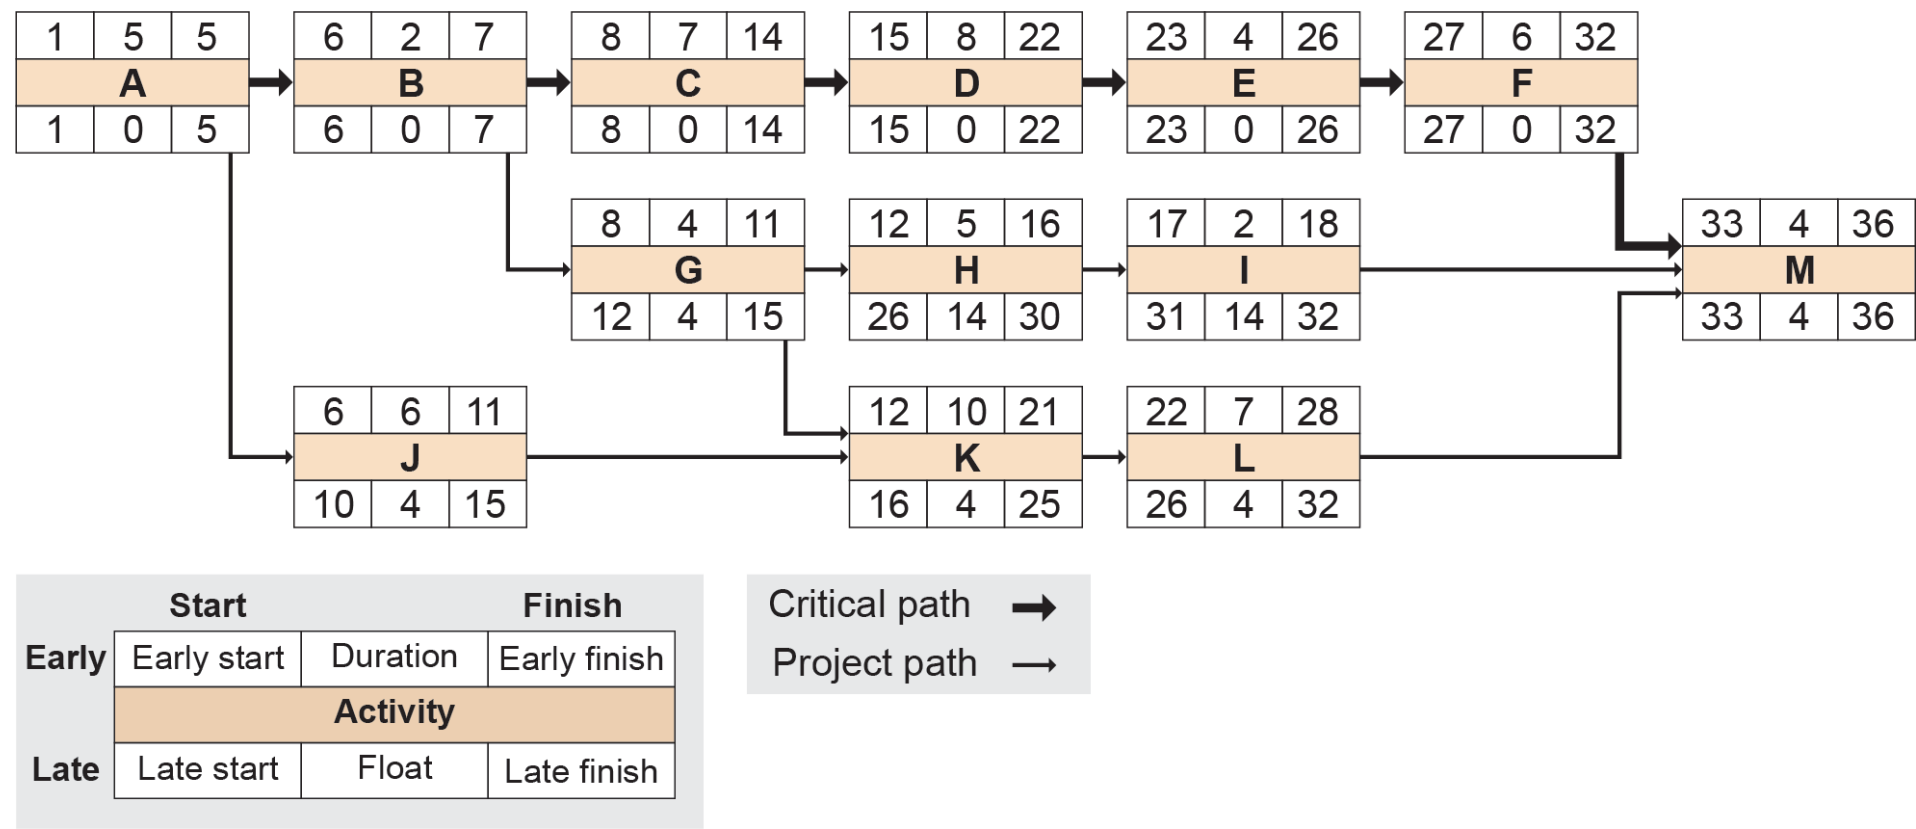 1 5 5 6 2 7 8 7 14 15 8 22 23 4 26 27 6 32
A B C D E F
1 0 5 6 0 7 8 0 14 15 0 22 23 0 26 27 0 32
8 4 11 12 5 16 17 2 18 33 4 36
G H I M
12 4 15 26 14 30 31 14 32 33 4 36
6 6 11 12 10 21 22 7 28
J K L
10 4 15 16 4 25 26 4 32
Start Finish
Early Early start Duration Early finish
Activity
Late Late start Float Late finish
Critical path
Project path